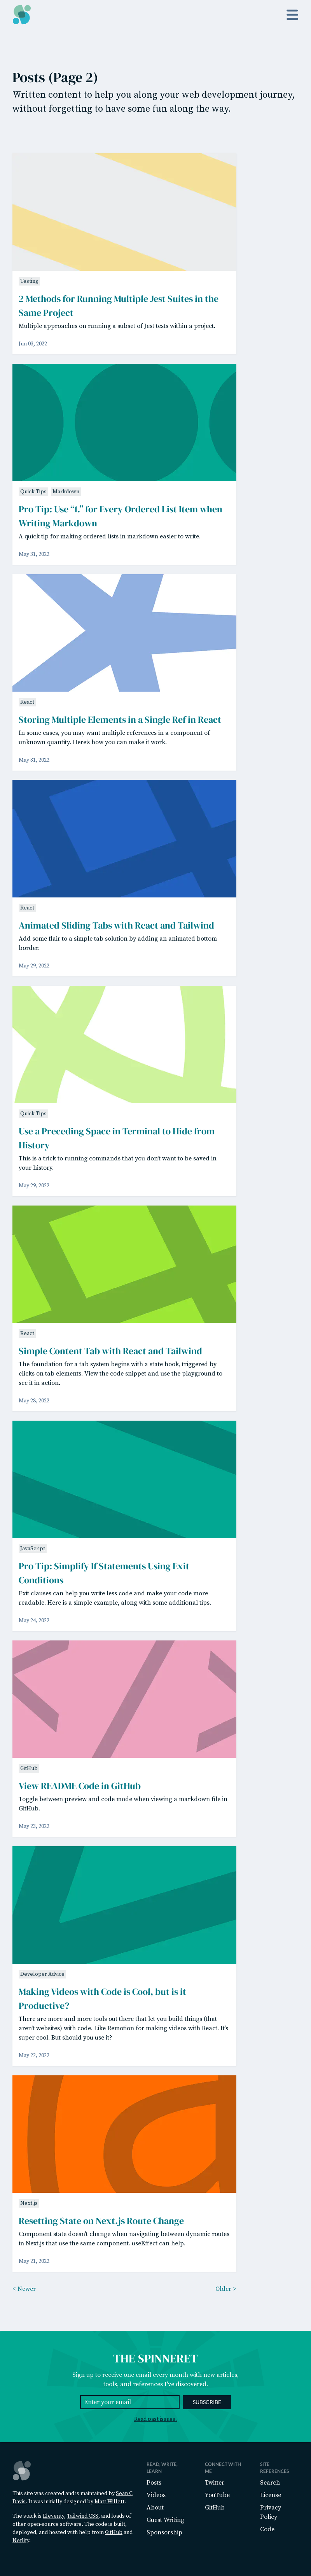 Posts (Page 2)
Written content to help you along your web development journey,
without forgetting to have some fun along the way.
Testing
2 Methods for Running Multiple Jest Suites in the
Same Project
Multiple approaches on running a subset of Jest tests within a project.
Jun 03, 2022
Quick Tips Markdown
Pro Tip: Use “1.” for Every Ordered List Item when
Writing Markdown
A quick tip for making ordered lists in markdown easier to write.
May 31, 2022
React
Storing Multiple Elements in a Single Ref in React
In some cases, you may want multiple references in a component of
unknown quantity. Here's how you can make it work.
May 31, 2022
React
Animated Sliding Tabs with React and Tailwind
Add some flair to a simple tab solution by adding an animated bottom
border.
May 29, 2022
Quick Tips
Use a Preceding Space in Terminal to Hide from
History
This is a trick to running commands that you don't want to be saved in
your history.
May 29, 2022
React
Simple Content Tab with React and Tailwind
The foundation for a tab system begins with a state hook, triggered by
clicks on tab elements. View the code snippet and use the playground to
see it in action.
May 28, 2022
JavaScript
Pro Tip: Simplify If Statements Using Exit
Conditions
Exit clauses can help you write less code and make your code more
readable. Here is a simple example, along with some additional tips.
May 24, 2022
GitHub
View README Code in GitHub
Toggle between preview and code mode when viewing a markdown file in
GitHub.
May 23, 2022
Developer Advice
Making Videos with Code is Cool, but is it
Productive?
There are more and more tools out there that let you build things (that
aren't websites) with code. Like Remotion for making videos with React. It's
super cool. But should you use it?
May 22, 2022
Next.js
Resetting State on Next.js Route Change
Component state doesn't change when navigating between dynamic routes
in Next.js that use the same component. useEffect can help.
May 21, 2022
< Newer
Older >
THE SPINNERET
Sign up to receive one email every month with new articles,
tools, and references I've discovered.
Enter your email
SUBSCRIBE
Read past issues.
This site was created and is maintained by Sean C
Davis. It was initially designed by Matt Willett.
The stack is Eleventy, Tailwind CSS, and loads of
other open-source software. The code is built,
deployed, and hosted with help from GitHub and
Netlify.
READ, WRITE,
LEARN
Posts
Videos
About
Guest Writing
Sponsorship
CONNECT WITH
ME
Twitter
YouTube
GitHub
SITE
REFERENCES
Search
License
Privacy
Policy
Code